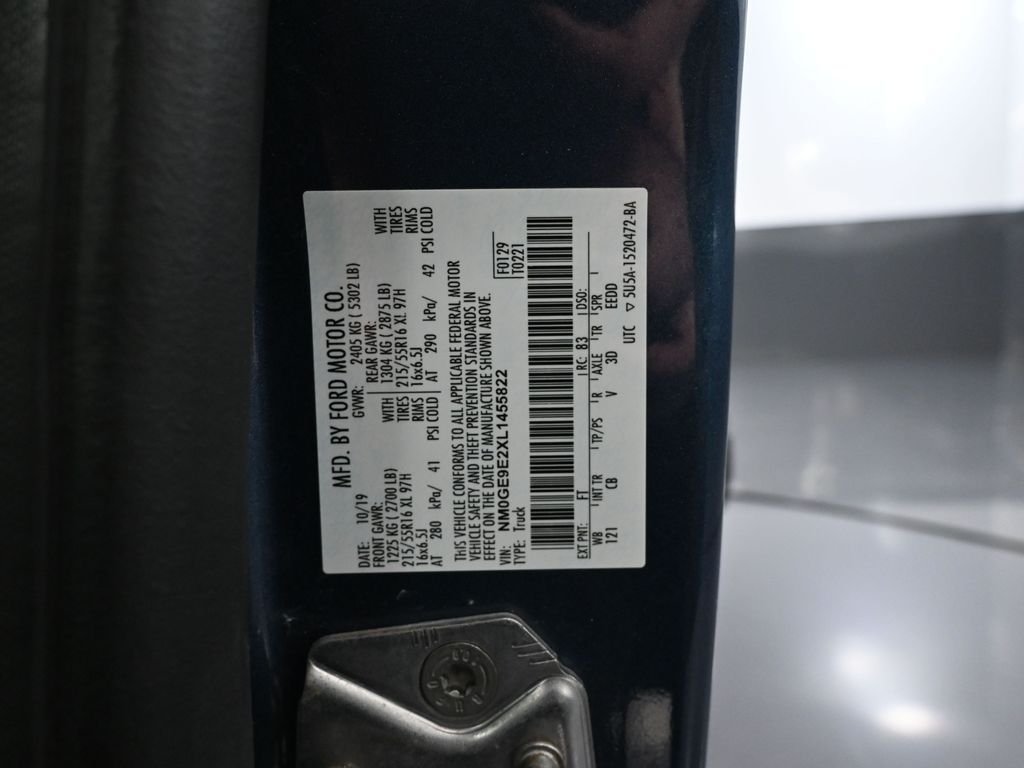 MFD. BY FORD MOTOR CO.
DATE: 10/19 GVWR: 2405 KG ( 5302 LB)
FRONT GAWR: REAR GAWR:
1225 KG ( 2700 LB) WITH 1304 KG ( 2875 LB) WITH
215/55R16 XL 97H TIRES 215/55R16 XL 97H TIRES
16x6.5J RIMS 16x6.5J RIMS
AT 280 kPa/ 41 PSI COLD AT 290 kPa/ 42 PSI COLD
THIS VEHICLE CONFORMS TO ALL APPLICABLE FEDERAL MOTOR
VEHICLE SAFETY AND THEFT PREVENTION STANDARDS IN
EFFECT ON THE DATE OF MANUFACTURE SHOWN ABOVE.
VIN: NM0GE9E2XL1455822 F0129
TYPE: Truck T0221
EXT PNT: FT RC: B3 DSO:
WB INT TR TP/PS R AXLE TR SPR
121 CB V 3D EEDD
UTC ▽ 5U5A-1520472-BA